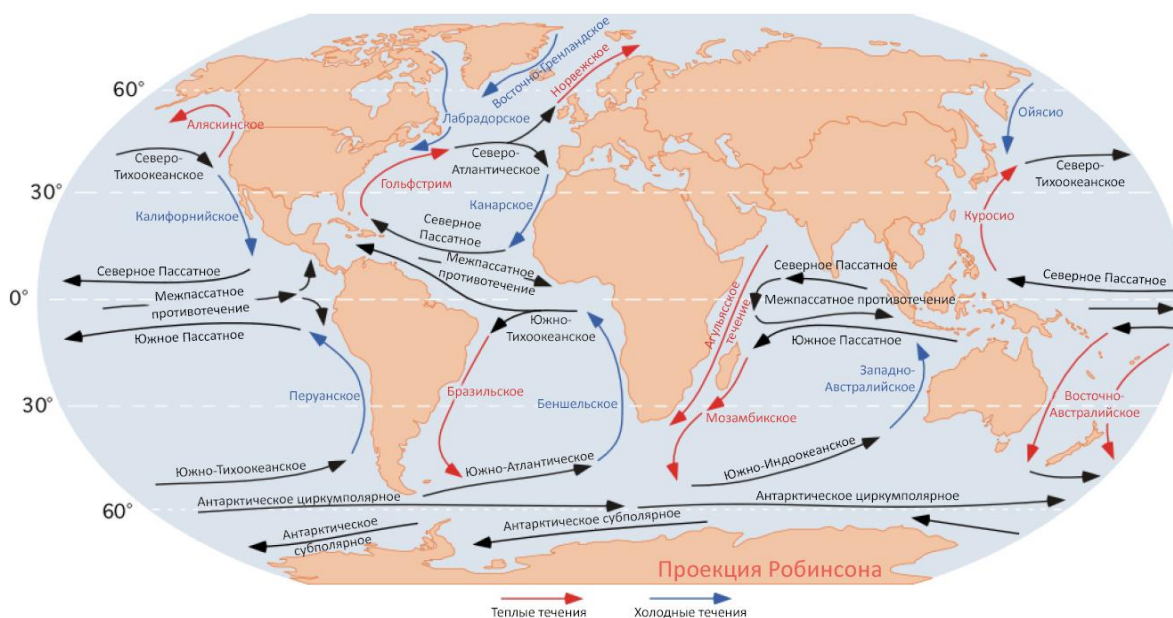 Восточно-Гренландское
Норвежское
60°
Аляскинское
Лабрадорское
Ойясио
Северо-
Тихоокеанское
Северо-
Атлантическое
Северо-
Тихоокеанское
30°
Гольфстрим
Калифорнийское
Канарское
Куросио
Северное
Пассатное
Северное Пассатное
Межпассатное
противотечение
Северное Пассатное
Северное Пассатное
0°
Межпассатное
противотечение
Межпассатное противотечение
Агульясское
течение
Южное Пассатное
Южно-
Тихоокеанское
Южное Пассатное
Перуанское
Бразильское
Беншельское
Западно-
Австралийское
30°
Мозамбикское
Восточно-
Австралийское
Южно-Тихоокеанское
Южно-Атлантическое
Южно-Индоокеанское
Антарктическое циркумполярное
Антарктическое циркумполярное
60°
Антарктическое
субполярное
Антарктическое субполярное
Проекция Робинсона
Теплые течения
Холодные течения